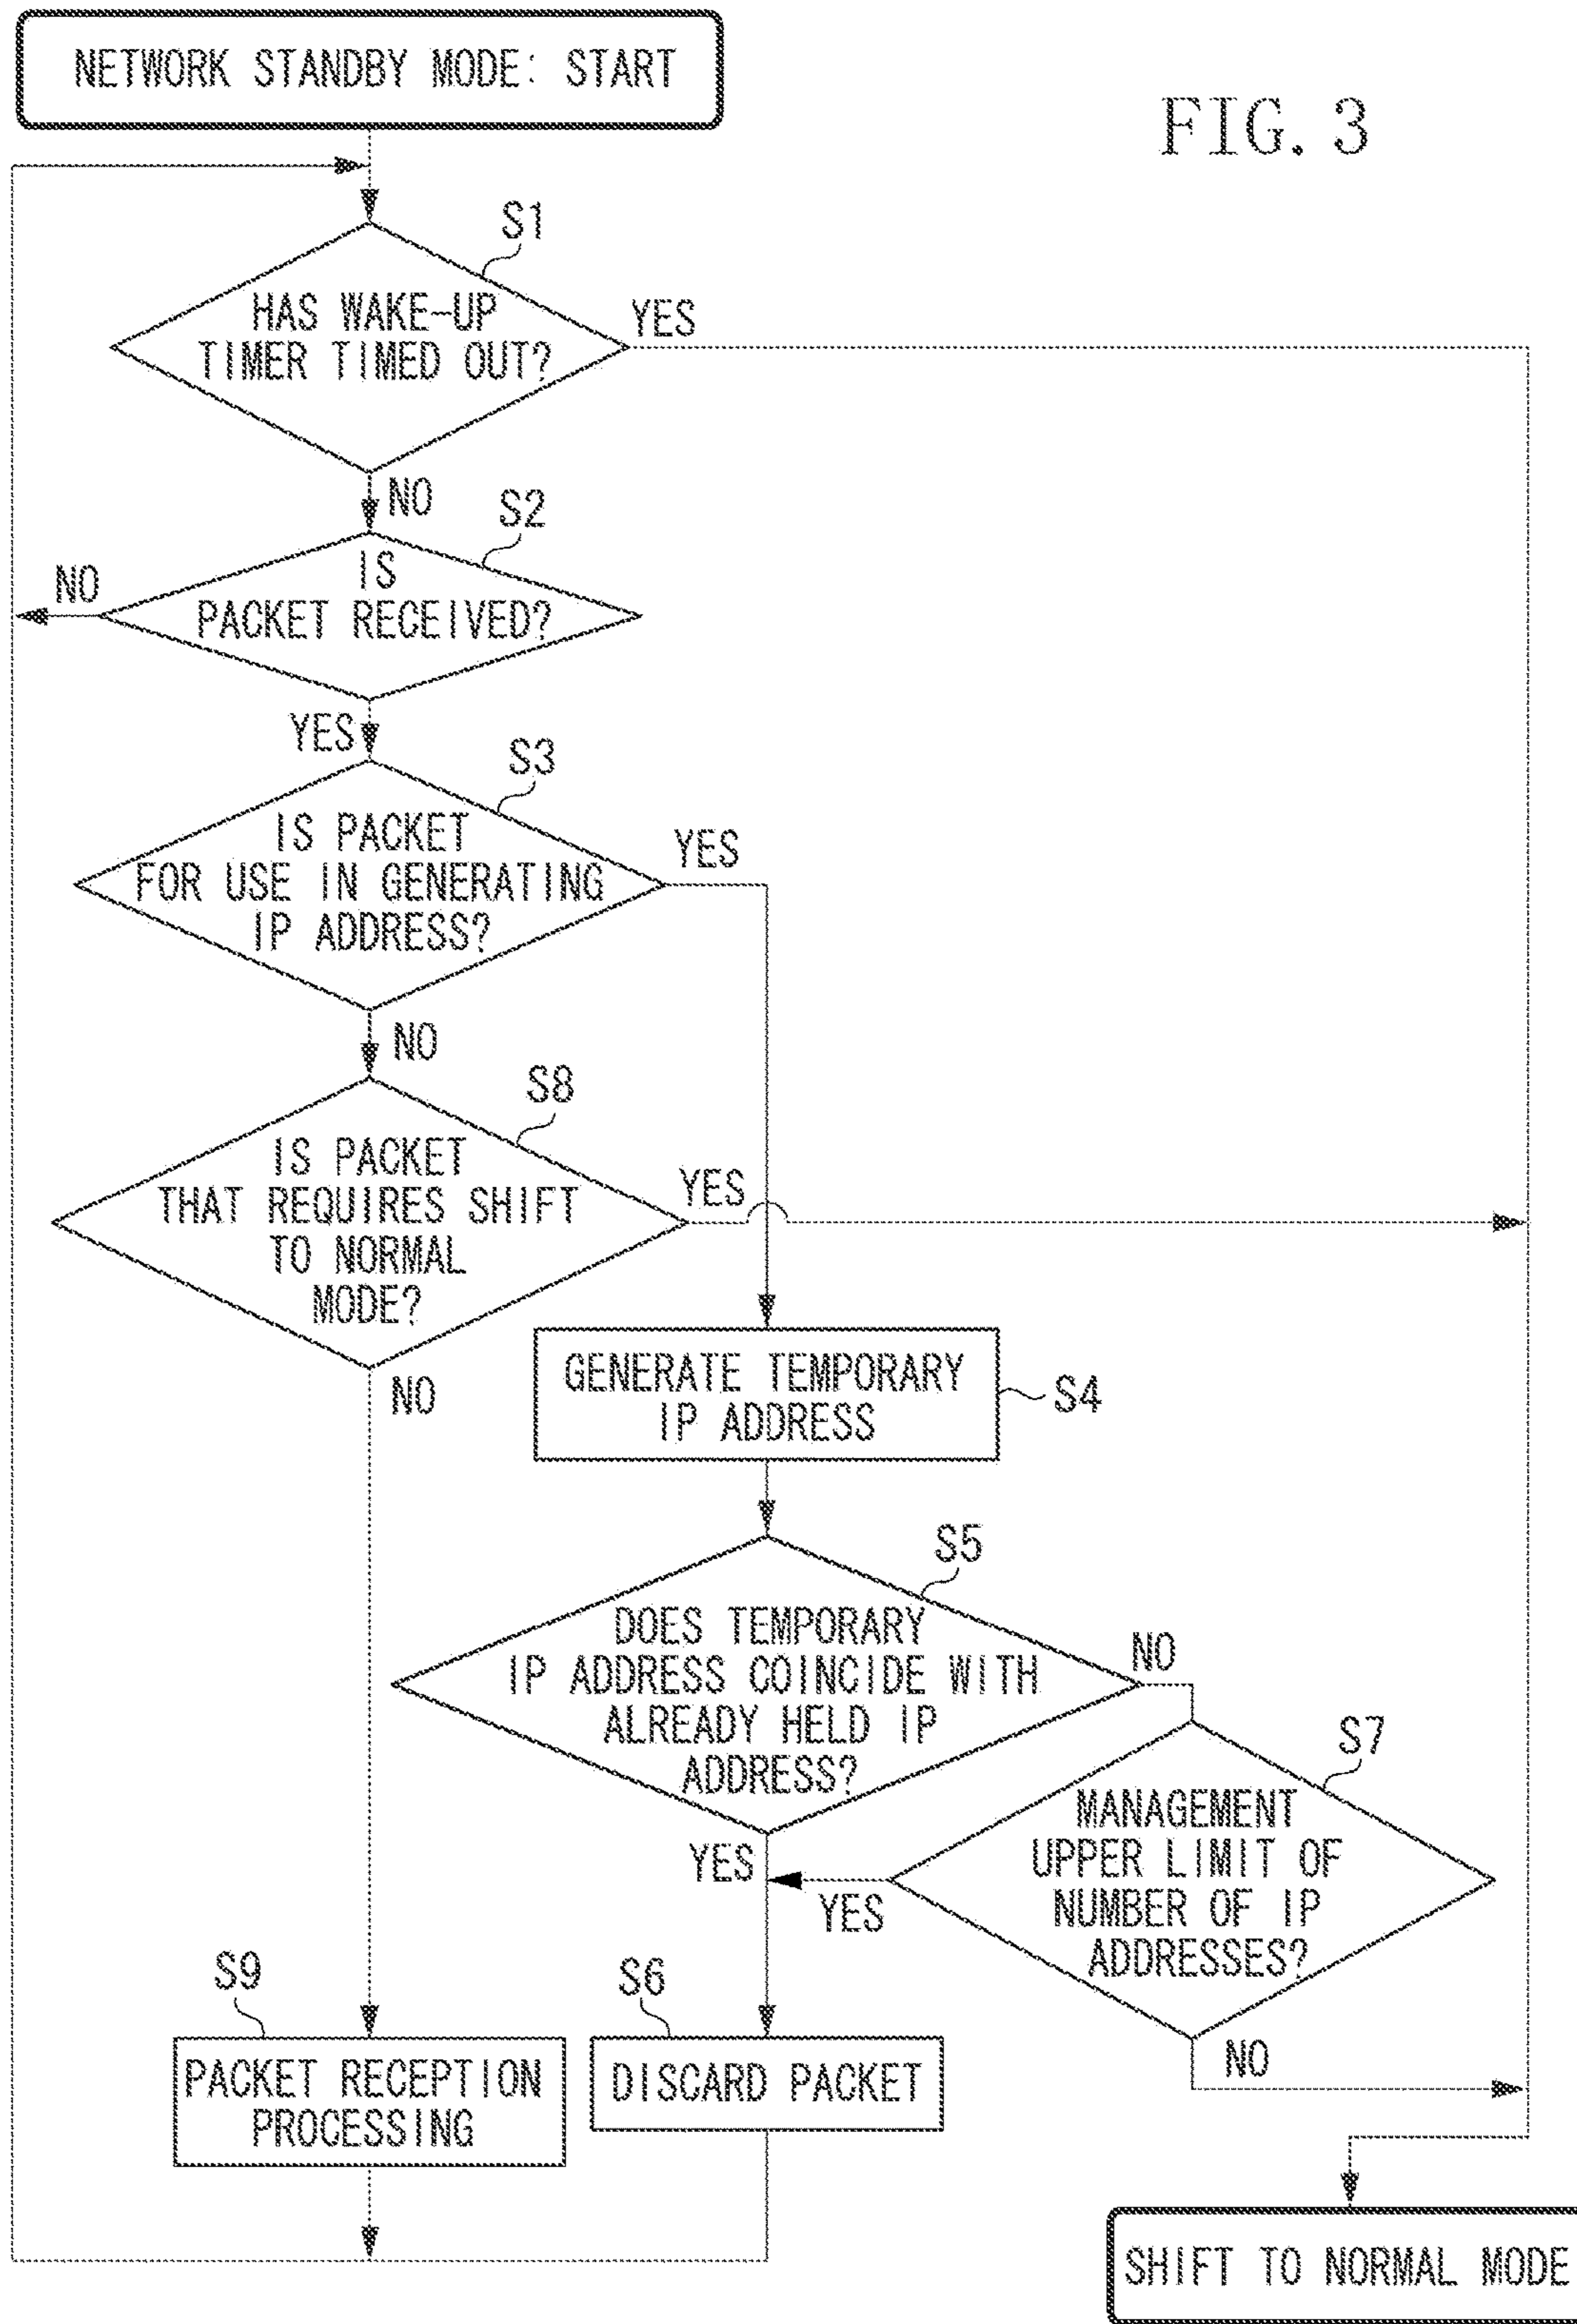 NETWORK STANDBY MODE: START
FIG. 3
S1
HAS WAKE-UP
TIMER TIMED OUT?
YES
NO
S2
IS
PACKET RECEIVED?
NO
YES
S3
IS PACKET
FOR USE IN GENERATING
IP ADDRESS?
YES
NO
S8
IS PACKET
THAT REQUIRES SHIFT
TO NORMAL
MODE?
YES
NO
GENERATE TEMPORARY
IP ADDRESS
S4
S5
DOES TEMPORARY
IP ADDRESS COINCIDE WITH
ALREADY HELD IP
ADDRESS?
NO
YES
S7
MANAGEMENT
UPPER LIMIT OF
NUMBER OF IP
ADDRESSES?
YES
NO
S9
PACKET RECEPTION
PROCESSING
S6
DISCARD PACKET
SHIFT TO NORMAL MODE